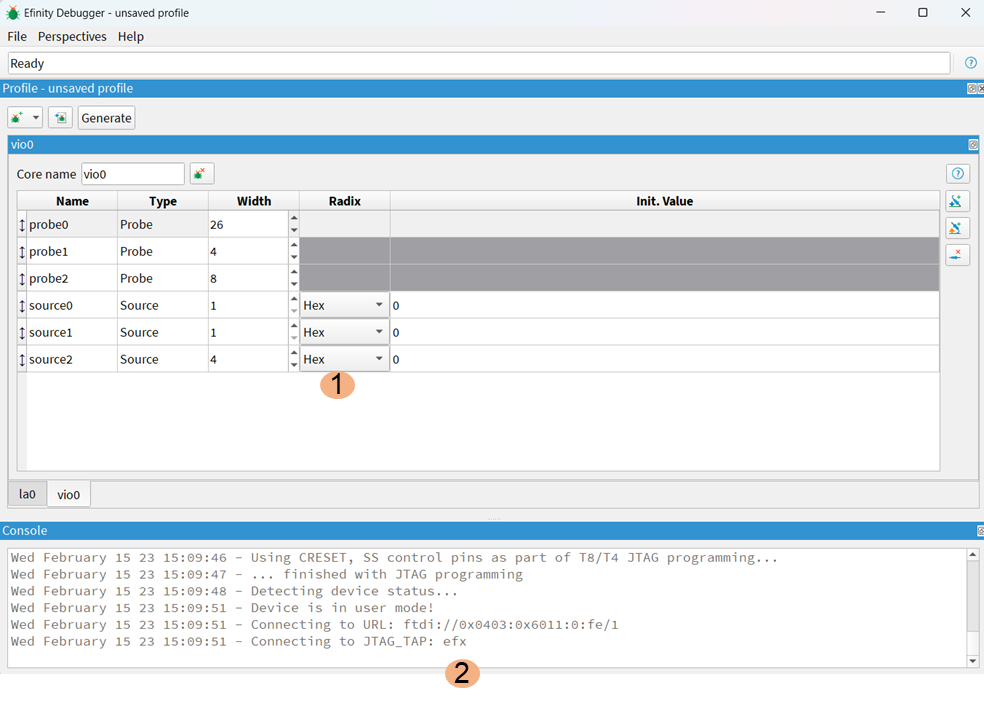 Efinity Debugger - unsaved profile
File Perspectives Help
Ready
Profile - unsaved profile
Generate
vio0
Core name vio0
Name Type Width Radix Init. Value
probe0 Probe 26
probe1 Probe 4
probe2 Probe 8
source0 Source 1 Hex 0
source1 Source 1 Hex 0
source2 Source 4 Hex 0
1
la0 vio0
Console
Wed February 15 23 15:09:46 - Using CRESET, SS control pins as part of T8/T4 JTAG programming...
Wed February 15 23 15:09:47 - ... finished with JTAG programming
Wed February 15 23 15:09:48 - Detecting device status...
Wed February 15 23 15:09:51 - Device is in user mode!
Wed February 15 23 15:09:51 - Connecting to URL: ftdi://0x0403:0x6011:0:fe/1
Wed February 15 23 15:09:51 - Connecting to JTAG_TAP: efx
2